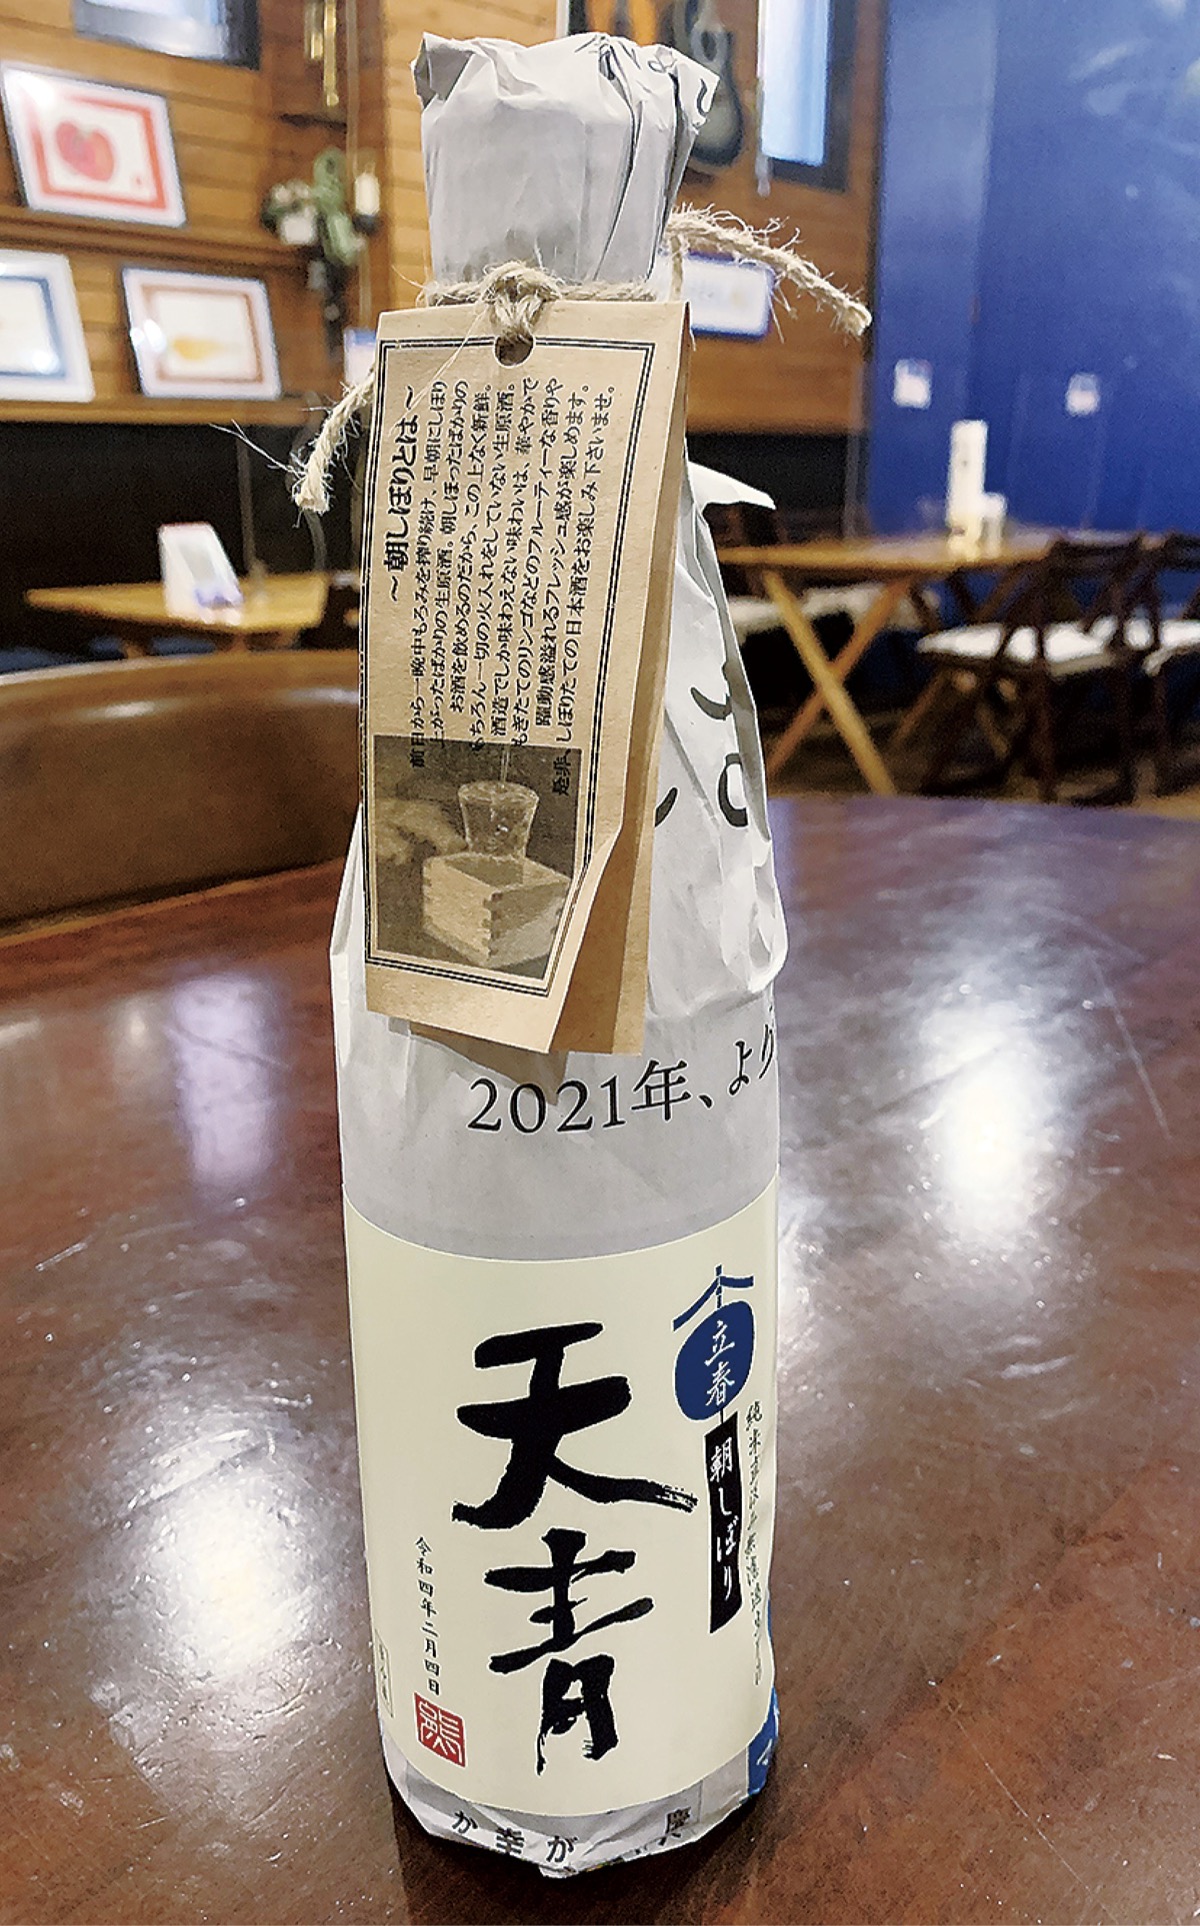 ～朝しぼりとは～
前日から一晩中もろみを搾り続け、早朝にしぼり
上がったばかりの生原酒。朝しぼったばかりの
お酒を飲めるのだから、この上なく新鮮。
もちろん一切の火入れをしていない生原酒。
酒造でしか味わえない味わいは、華やかで
もぎたてのリンゴなどのフルーティーな香りや
躍動感溢れるフレッシュ感が楽しめます。
是非、しぼりたての日本酒をお楽しみ下さいませ。
2021年、より
立春
朝しぼり
天青
令和四年二月四日
か幸が